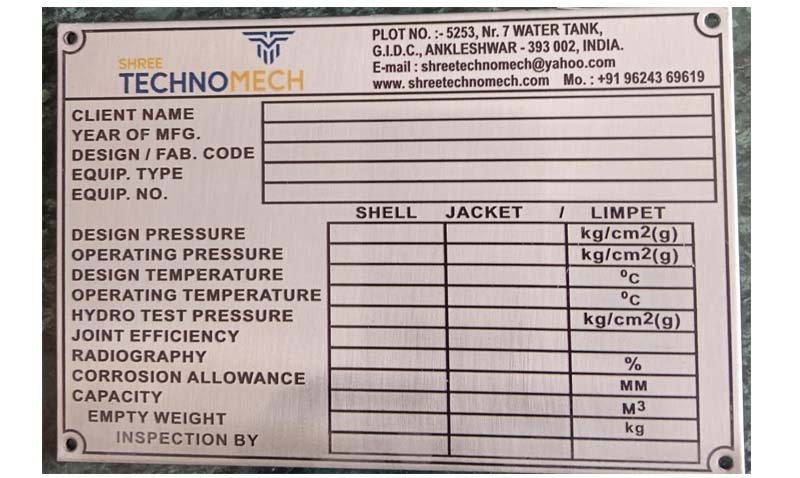 SHREE
TECHNOMECH
PLOT NO. :- 5253, Nr. 7 WATER TANK,
G.I.D.C., ANKLESHWAR - 393 002, INDIA.
E-mail : shreetechnomech@yahoo.com
www. shreetechnomech.com Mo. : +91 96243 69619
CLIENT NAME
YEAR OF MFG.
DESIGN / FAB. CODE
EQUIP. TYPE
EQUIP. NO.
SHELL JACKET / LIMPET
DESIGN PRESSURE kg/cm2(g)
OPERATING PRESSURE kg/cm2(g)
DESIGN TEMPERATURE ºC
OPERATING TEMPERATURE ºC
HYDRO TEST PRESSURE kg/cm2(g)
JOINT EFFICIENCY
RADIOGRAPHY %
CORROSION ALLOWANCE MM
CAPACITY M³
EMPTY WEIGHT kg
INSPECTION BY